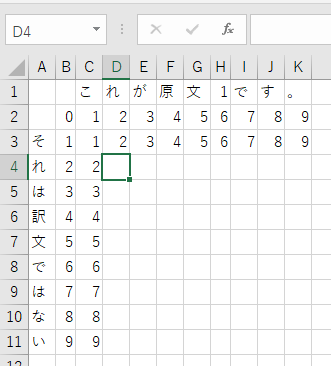 D4 fx
A B C D E F G H I J K
1 こ れ が 原 文 1 で す 。
2 0 1 2 3 4 5 6 7 8 9
3 そ 1 1 2 3 4 5 6 7 8 9
4 れ 2 2
5 は 3 3
6 訳 4 4
7 文 5 5
8 で 6 6
9 は 7 7
10 な 8 8
11 い 9 9
12